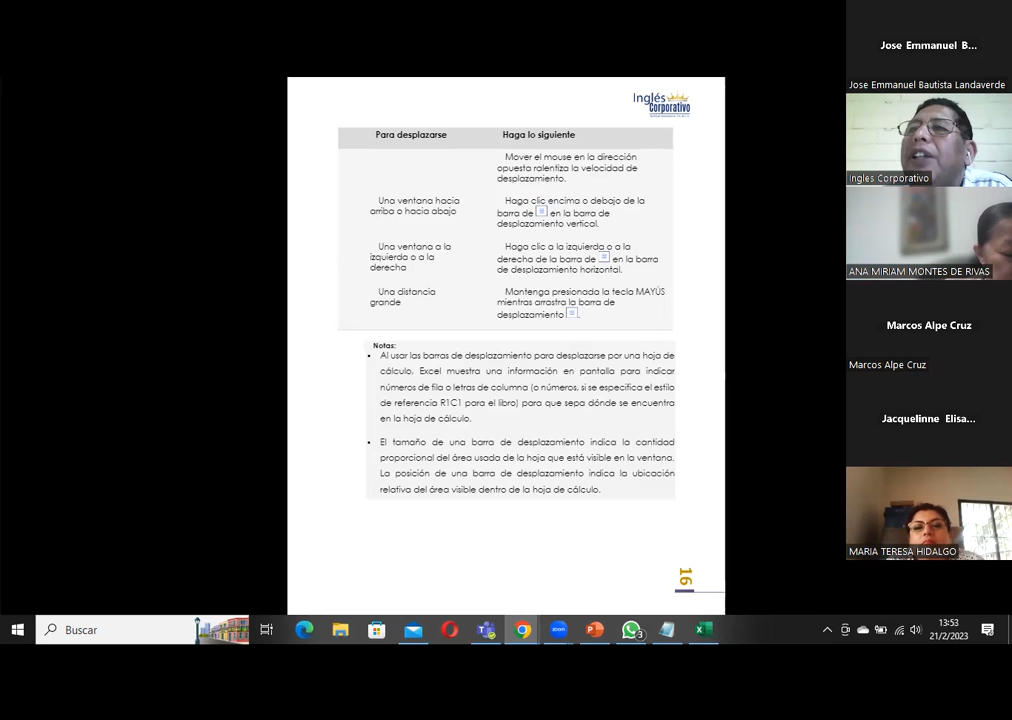 Jose Emmanuel B...
Jose Emmanuel Bautista Landaverde
Ingles Corporativo
ANA MIRIAM MONTES DE RIVAS
Marcos Alpe Cruz
Marcos Alpe Cruz
Jacquelinne Elisa...
MARIA TERESA HIDALGO
Inglés
Corporativo
Para desplazarse Haga lo siguiente
Mover el mouse en la dirección
opuesta ralentiza la velocidad de
desplazamiento.
Una ventana hacia
arriba o hacia abajo
Haga clic encima o debajo de la
barra de en la barra de
desplazamiento vertical.
Una ventana a la
izquierda o a la
derecha
Haga clic a la izquierda o a la
derecha de la barra de en la barra
de desplazamiento horizontal.
Una distancia
grande
Mantenga presionada la tecla MAYÚS
mientras arrastra la barra de
desplazamiento .
Notas:
• Al usar las barras de desplazamiento para desplazarse por una hoja de
cálculo, Excel muestra una información en pantalla para indicar
números de fila o letras de columna (o números, si se especifica el estilo
de referencia R1C1 para el libro) para que sepa dónde se encuentra
en la hoja de cálculo.
• El tamaño de una barra de desplazamiento indica la cantidad
proporcional del área usada de la hoja que está visible en la ventana.
La posición de una barra de desplazamiento indica la ubicación
relativa del área visible dentro de la hoja de cálculo.
16
Buscar
zoom
3
13:53
21/2/2023